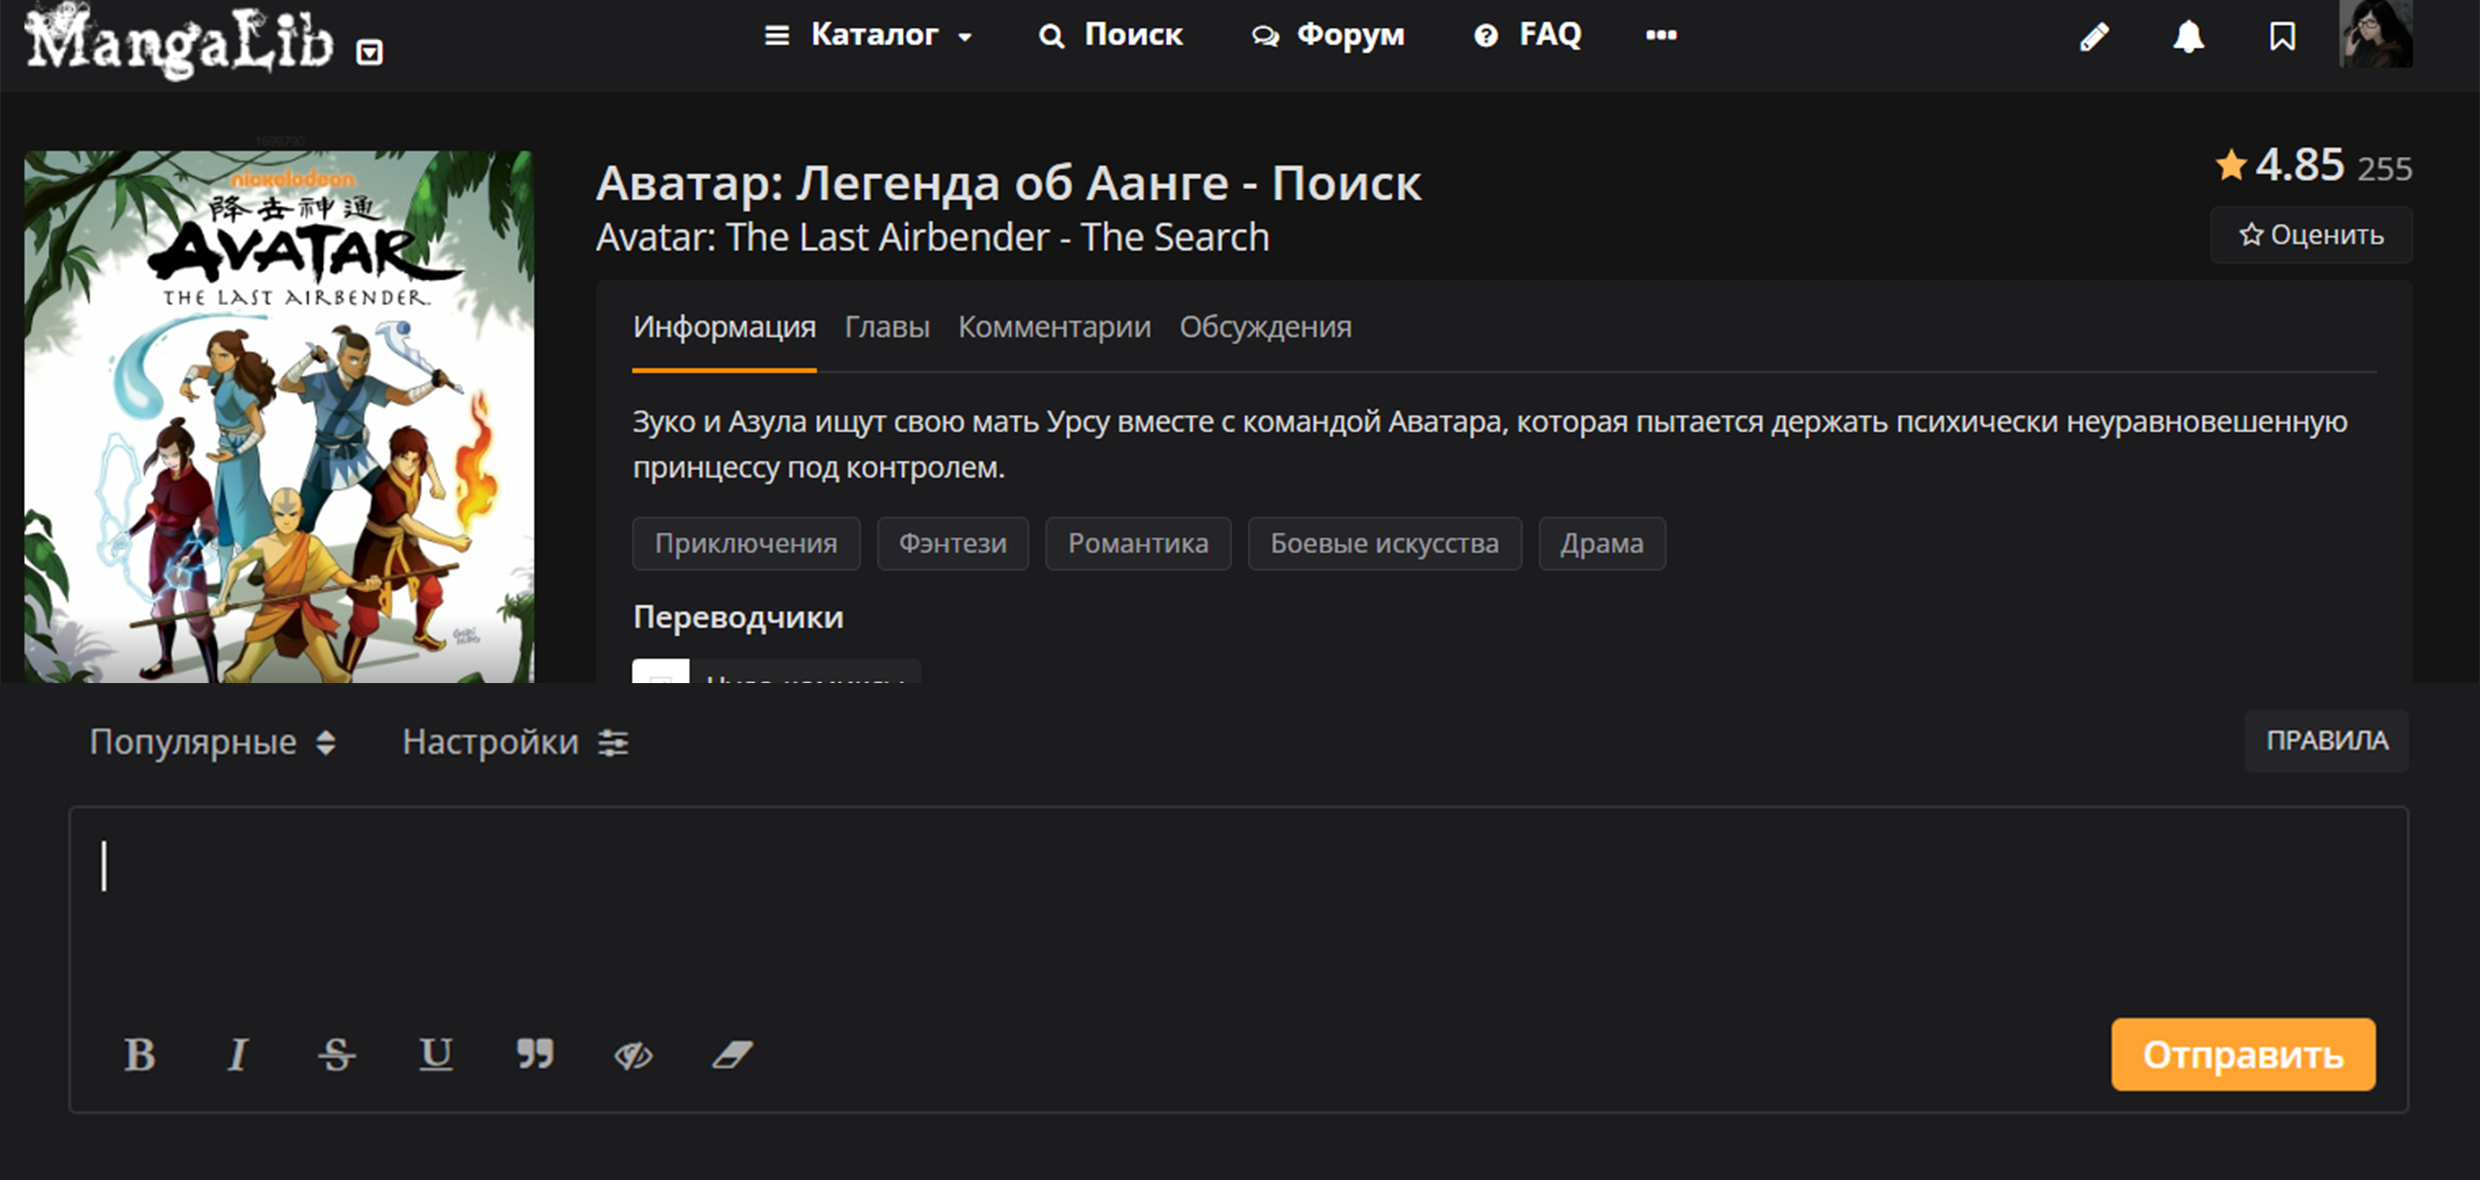 MangaLib
Каталог
Поиск
Форум
FAQ
1699790
nickelodeon
降去神通
AVATAR
THE LAST AIRBENDER.
Аватар: Легенда об Аанге - Поиск
Avatar: The Last Airbender - The Search
4.85 255
Оценить
Информация Главы Комментарии Обсуждения
Зуко и Азула ищут свою мать Урсу вместе с командой Аватара, которая пытается держать психически неуравновешенную
принцессу под контролем.
Приключения Фэнтези Романтика Боевые искусства Драма
Переводчики
Популярные Настройки ПРАВИЛА
B I S U
Отправить